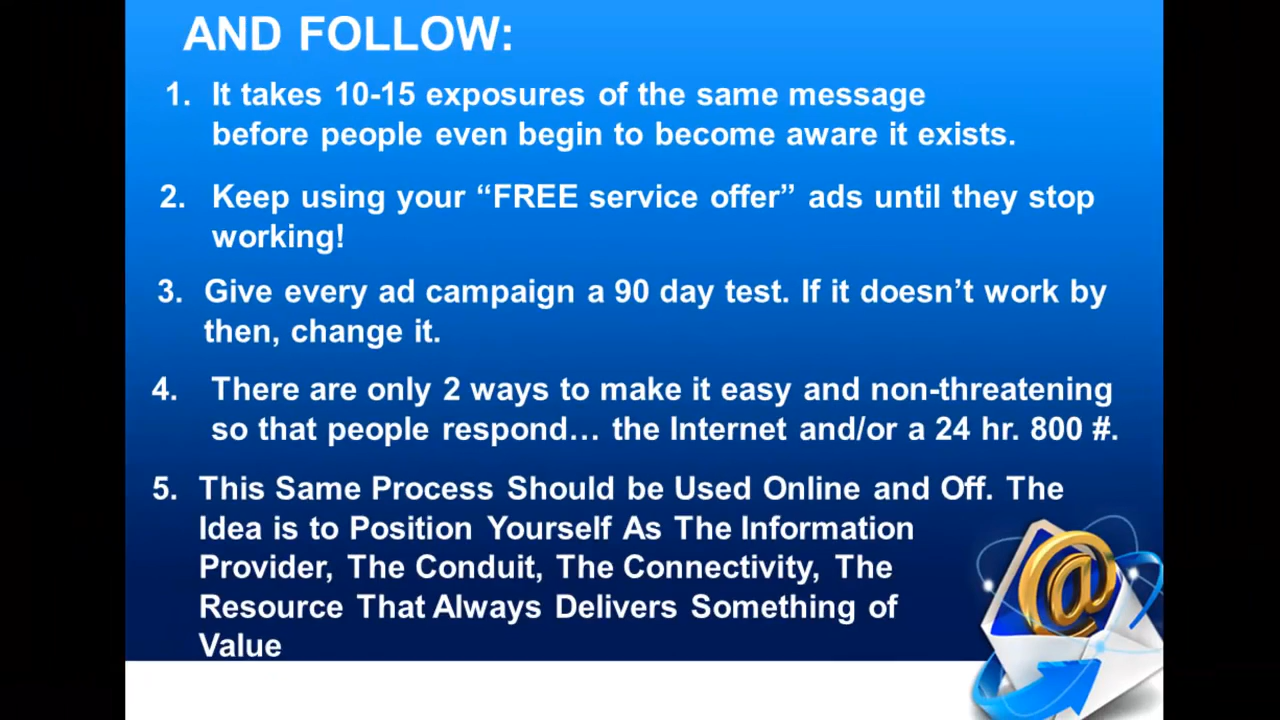 AND FOLLOW:
1. It takes 10-15 exposures of the same message
before people even begin to become aware it exists.
2. Keep using your “FREE service offer” ads until they stop
working!
3. Give every ad campaign a 90 day test. If it doesn’t work by
then, change it.
4. There are only 2 ways to make it easy and non-threatening
so that people respond… the Internet and/or a 24 hr. 800 #.
5. This Same Process Should be Used Online and Off. The
Idea is to Position Yourself As The Information
Provider, The Conduit, The Connectivity, The
Resource That Always Delivers Something of
Value
@